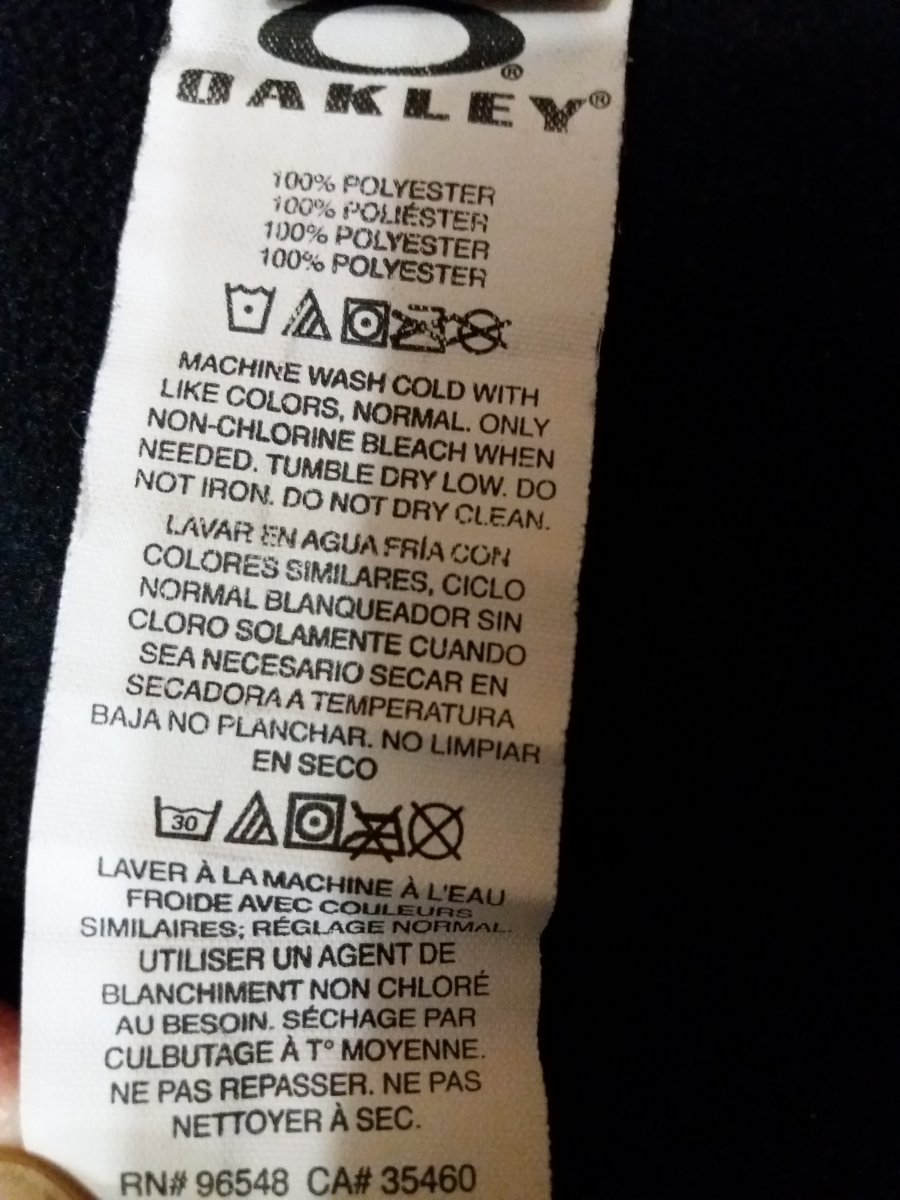 OAKLEY®
100% POLYESTER
100% POLIÉSTER
100% POLYESTER
100% POLYESTER
MACHINE WASH COLD WITH
LIKE COLORS, NORMAL. ONLY
NON-CHLORINE BLEACH WHEN
NEEDED. TUMBLE DRY LOW. DO
NOT IRON. DO NOT DRY CLEAN.
LAVAR EN AGUA FRÍA CON
COLORES SIMILARES, CICLO
NORMAL BLANQUEADOR SIN
CLORO SOLAMENTE CUANDO
SEA NECESARIO SECAR EN
SECADORA A TEMPERATURA
BAJA NO PLANCHAR. NO LIMPIAR
EN SECO
30
LAVER À LA MACHINE À L'EAU
FROIDE AVEC COULEURS
SIMILAIRES; RÉGLAGE NORMAL.
UTILISER UN AGENT DE
BLANCHIMENT NON CHLORÉ
AU BESOIN. SÉCHAGE PAR
CULBUTAGE À T° MOYENNE.
NE PAS REPASSER. NE PAS
NETTOYER À SEC.
RN# 96548 CA# 35460